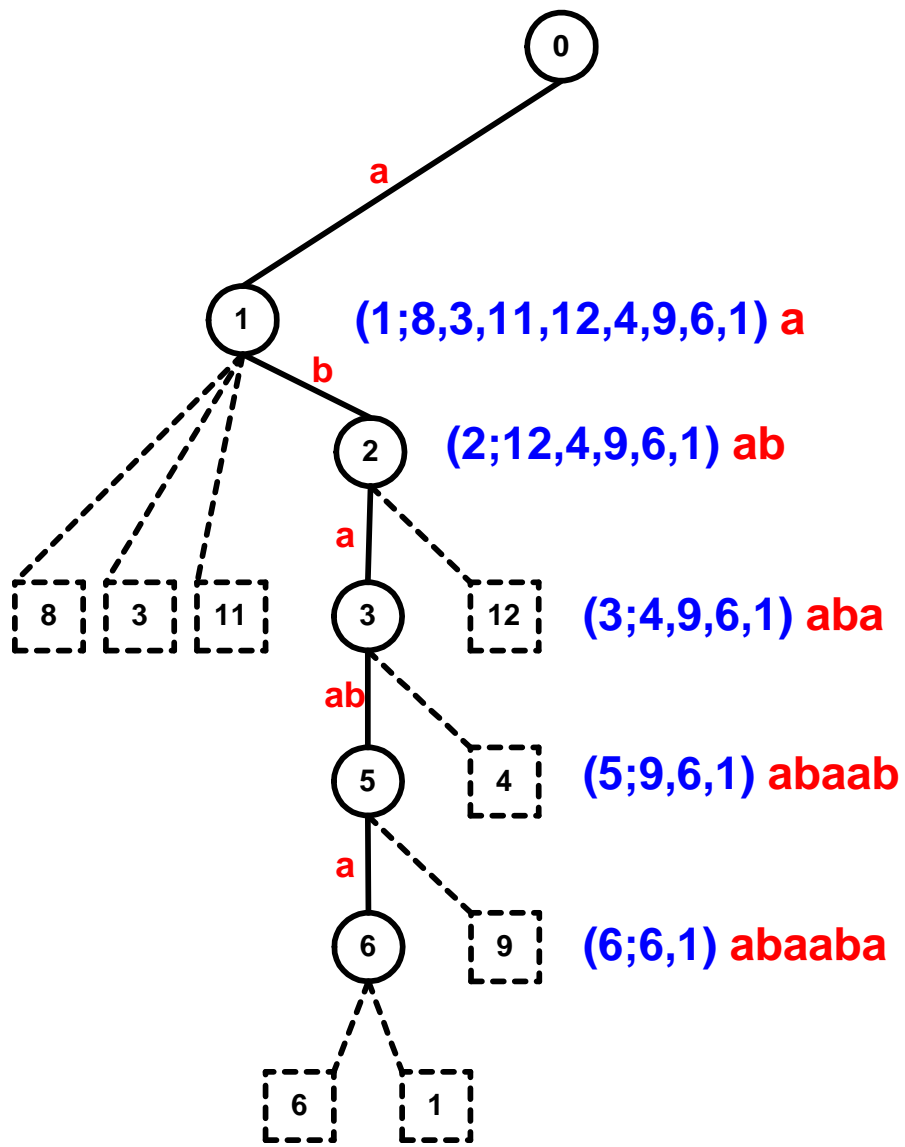 0
a
1
(1;8,3,11,12,4,9,6,1) a
b
2
(2;12,4,9,6,1) ab
a
8
3
11
3
12
(3;4,9,6,1) aba
ab
5
4
(5;9,6,1) abaab
a
6
9
(6;6,1) abaaba
6
1